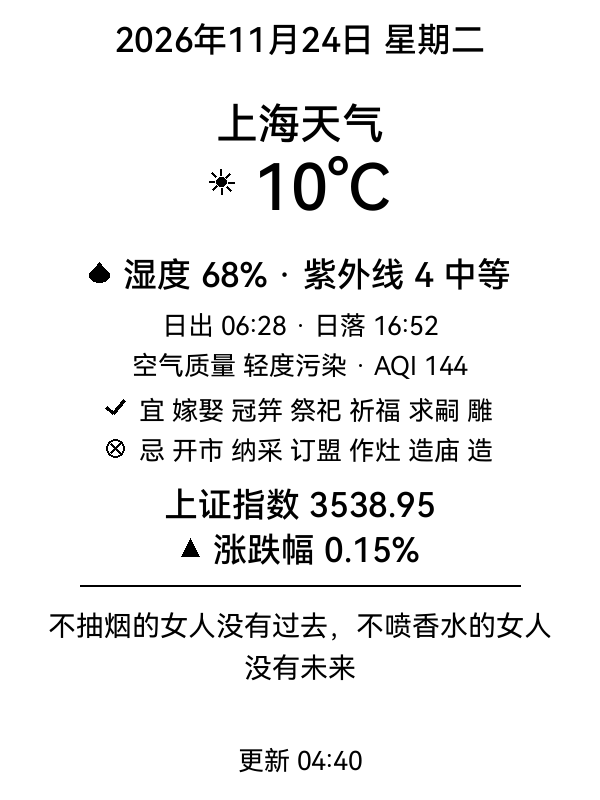 2026年11月24日 星期二
上海天气
10°C
湿度 68% · 紫外线 4 中等
日出 06:28 · 日落 16:52
空气质量 轻度污染 · AQI 144
宜 嫁娶 冠笄 祭祀 祈福 求嗣 雕
忌 开市 纳采 订盟 作灶 造庙 造
上证指数 3538.95
▲ 涨跌幅 0.15%
不抽烟的女人没有过去，不喷香水的女人
没有未来
更新 04:40